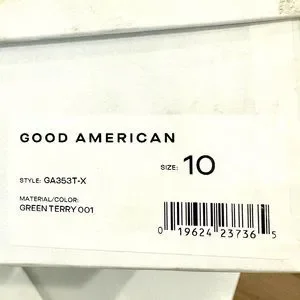 GOOD AMERICAN
SIZE: 10
STYLE: GA353T-X
MATERIAL/COLOR:
GREEN TERRY 001
0 19624 23736 5